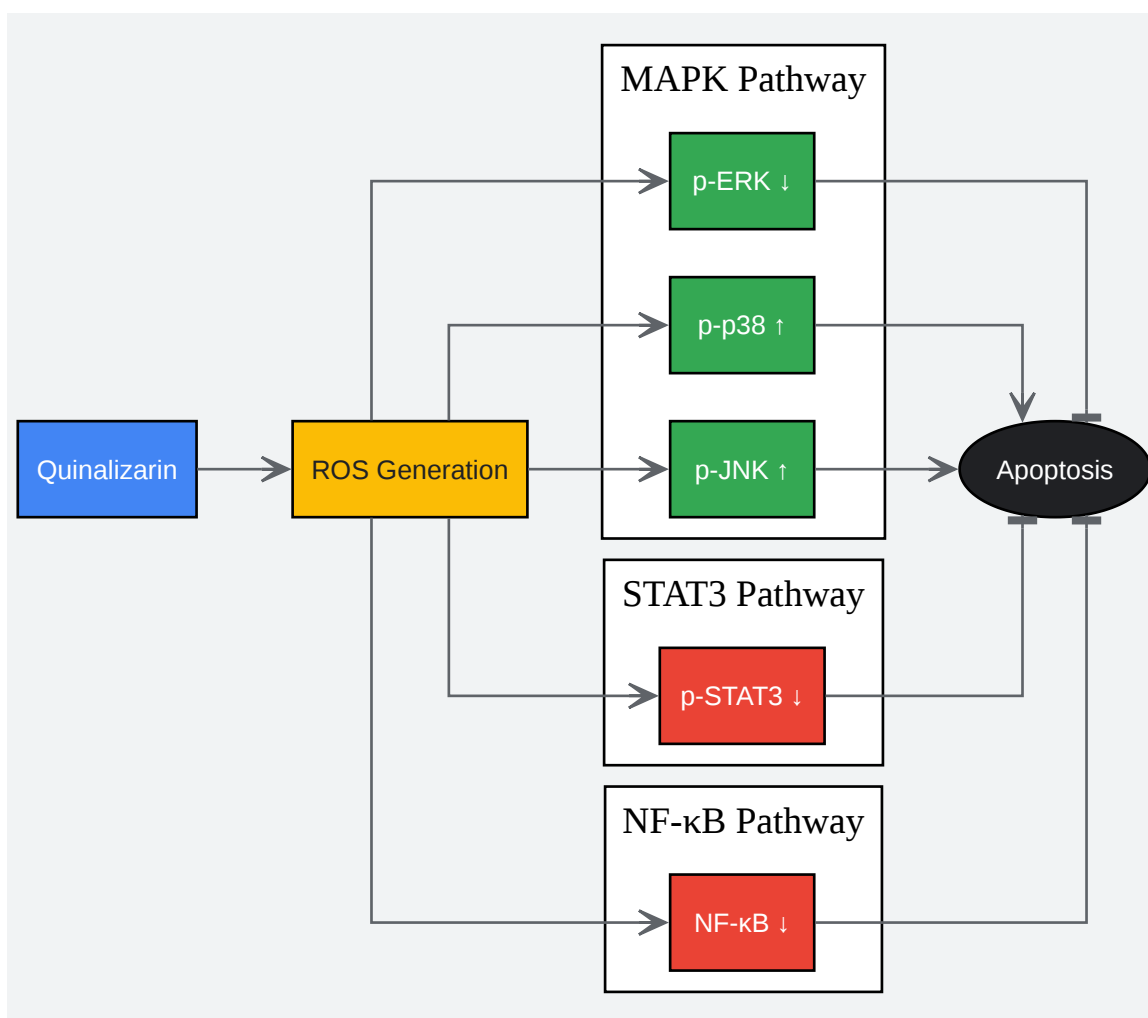 MAPK Pathway
p-ERK ↓
p-p38 ↑
Quinalizarin
ROS Generation
p-JNK ↑
Apoptosis
STAT3 Pathway
p-STAT3 ↓
NF-κB Pathway
NF-κB ↓